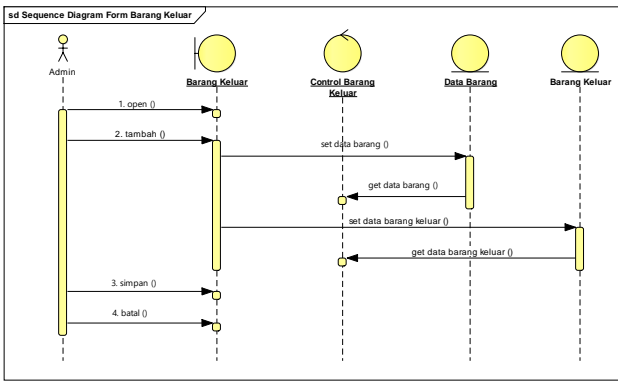 sd Sequence Diagram Form Barang Keluar
Admin
Barang Keluar
Control Barang
Keluar
Data Barang
Barang Keluar
1. open ()
2. tambah ()
set data barang ()
get data barang ()
set data barang keluar ()
get data barang keluar ()
3. simpan ()
4. batal ()